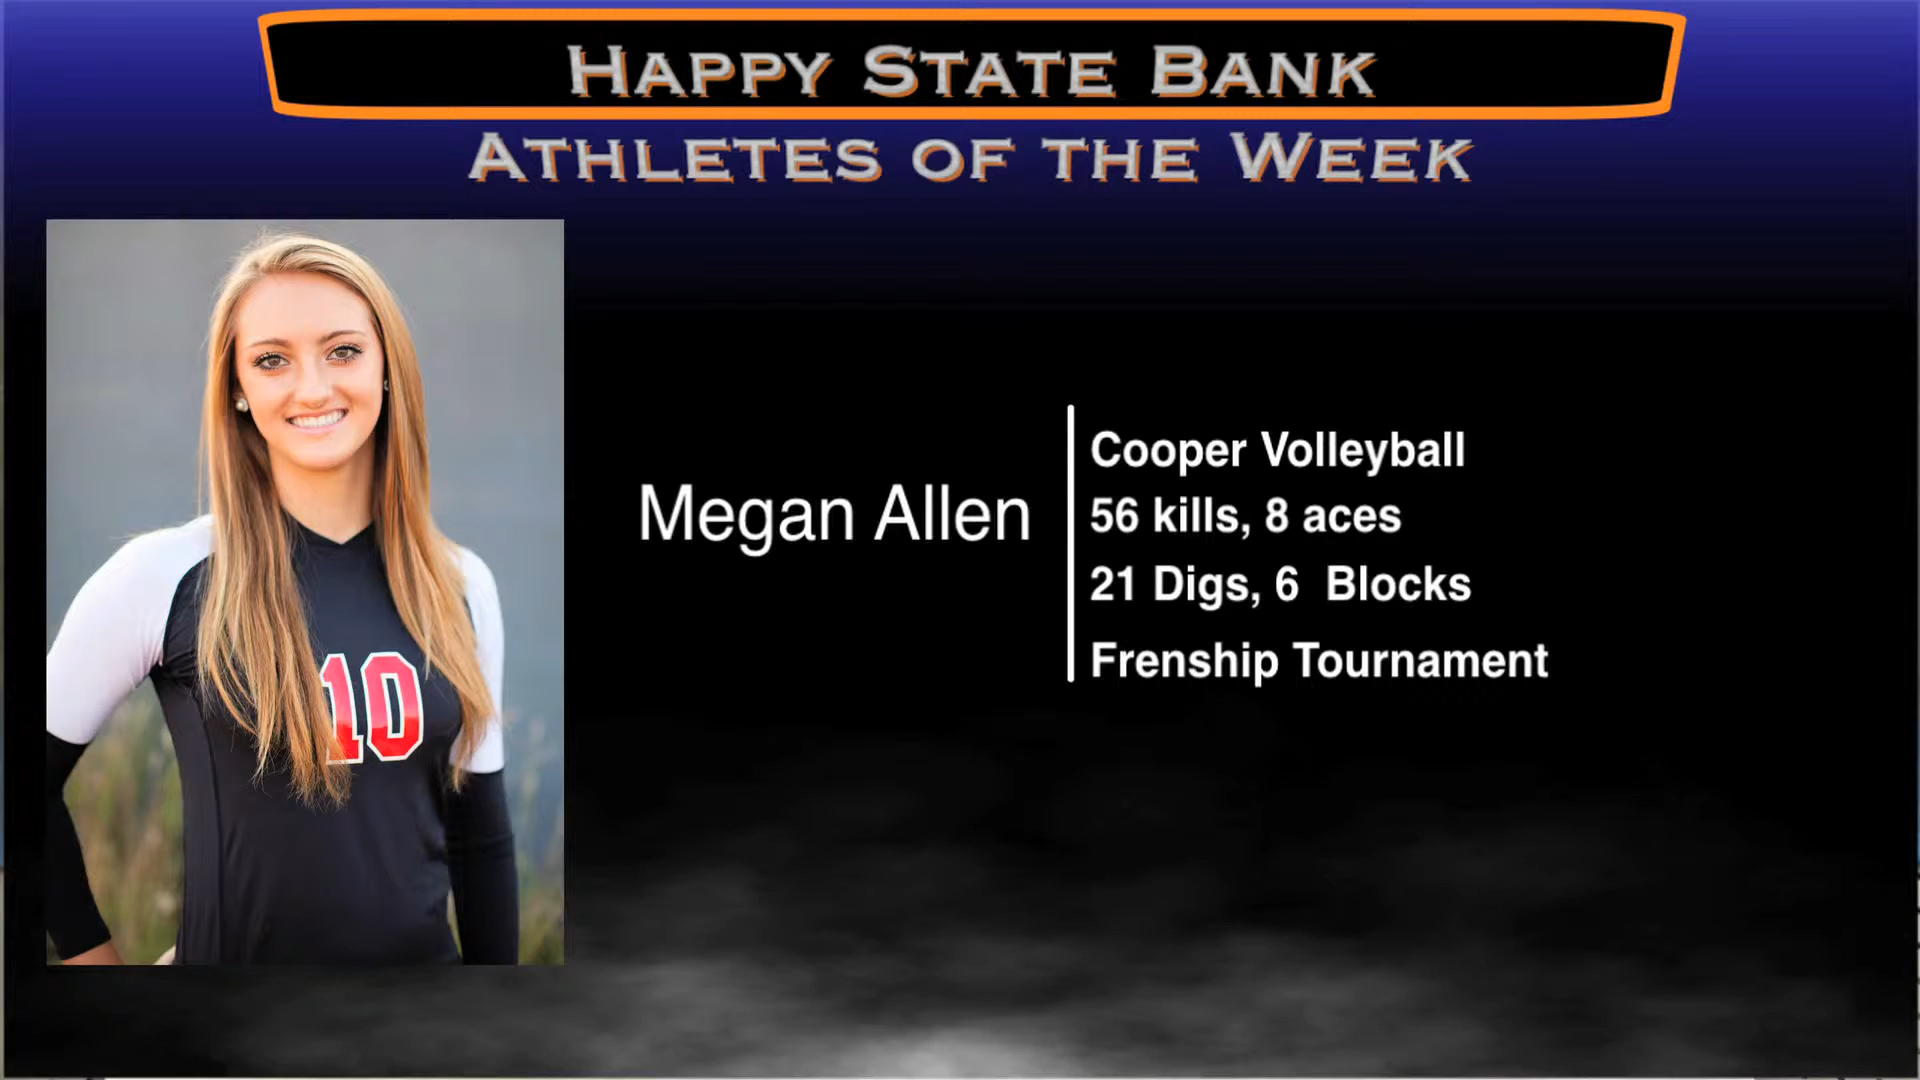 Happy State Bank
Athletes of the Week
Megan Allen
Cooper Volleyball
56 kills, 8 aces
21 Digs, 6  Blocks
Frenship Tournament
10